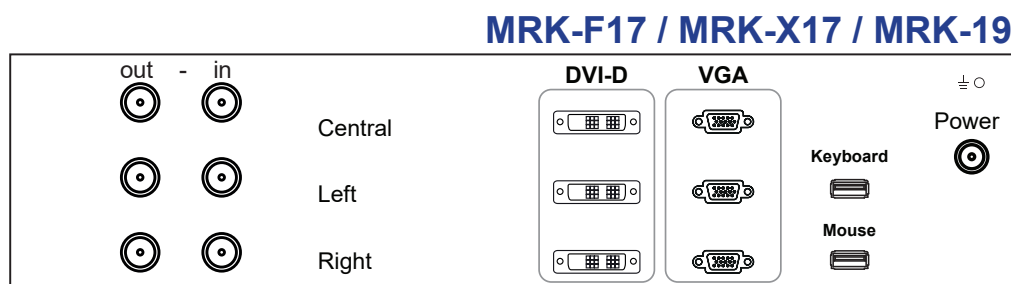 MRK-F17 / MRK-X17 / MRK-19
out - in
DVI-D
VGA
Central
Power
Keyboard
Left
Mouse
Right